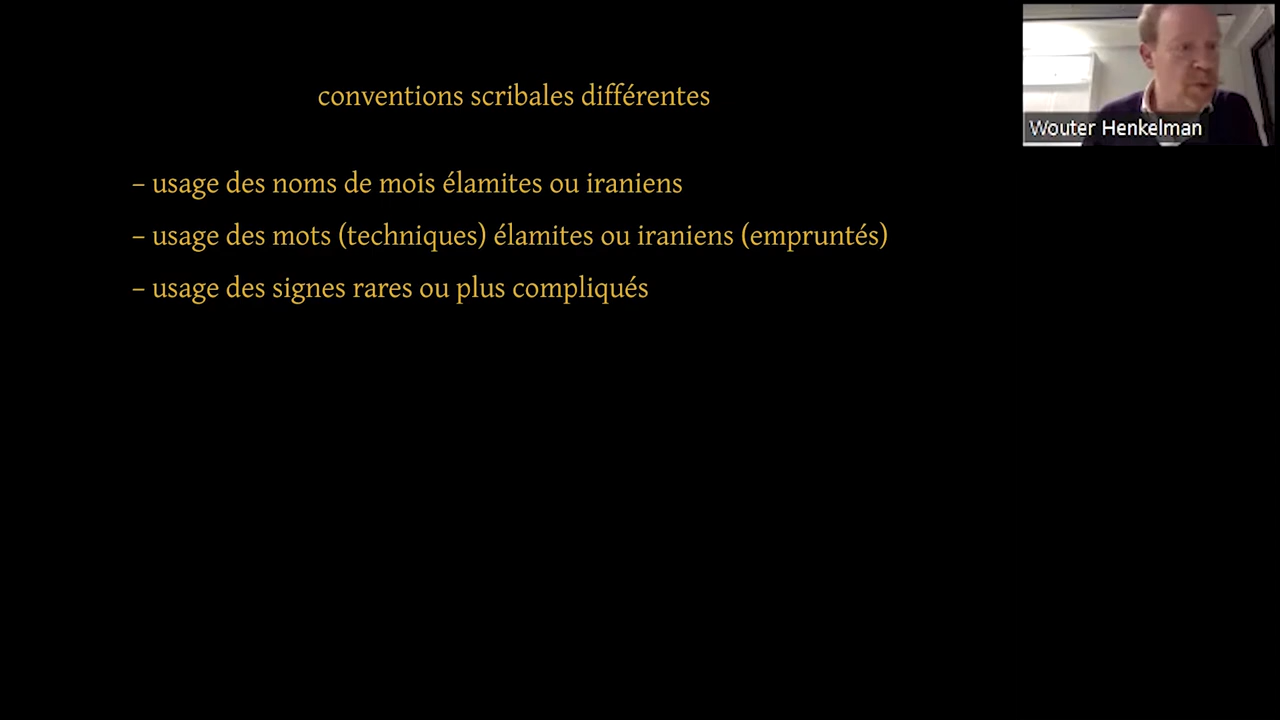 conventions scribales différentes
Wouter Henkelman
– usage des noms de mois élamites ou iraniens
– usage des mots (techniques) élamites ou iraniens (empruntés)
– usage des signes rares ou plus compliqués